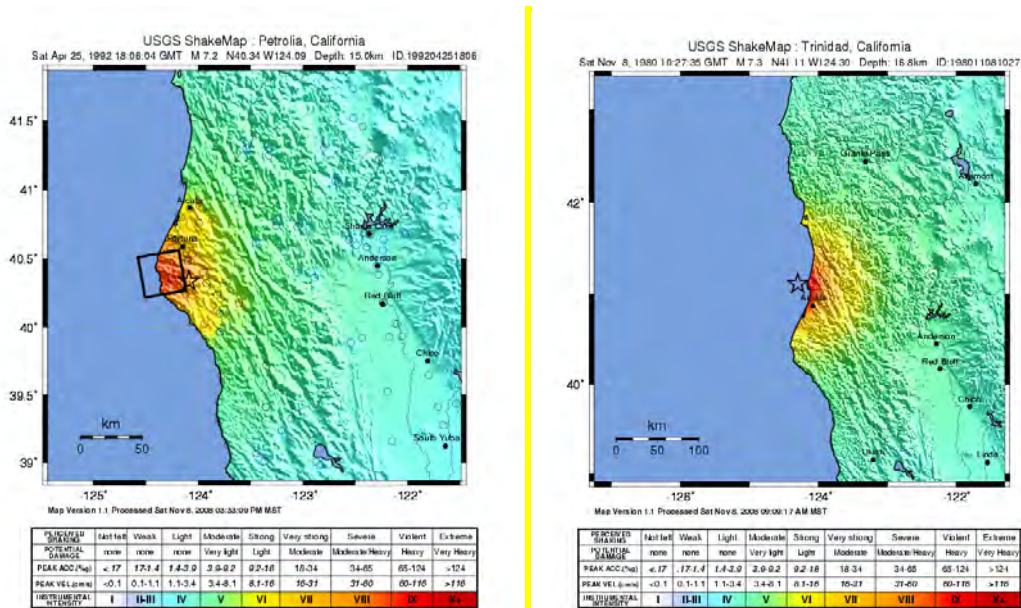 USGS ShakeMap : Petrolia, California
Sat Apr 25, 1992 18:06:04 GMT M 7.2 N40.34 W124.09 Depth: 15.0km ID:199204251806
41.5˚
41˚
40.5˚
40˚
39.5˚
39˚
Fortuna
Anderson
Red Bluff
Chico
South Yuba
km
0 50
-125˚ -124˚ -123˚ -122˚
Map Version 1.1 Processed Sat Nov 8, 2008 03:33:09 PM MST
PERCEIVED SHAKING Not felt Weak Light Moderate Strong Very strong Severe Violent Extreme
POTENTIAL DAMAGE none none none Very light Light Moderate Moderate/Heavy Heavy Very Heavy
PEAK ACC.(%g) <.17 .17-1.4 1.4-3.9 3.9-9.2 9.2-18 18-34 34-65 65-124 >124
PEAK VEL.(cm/s) <0.1 0.1-1.1 1.1-3.4 3.4-8.1 8.1-16 16-31 31-60 60-116 >116
INSTRUMENTAL INTENSITY I II-III IV V VI VII VIII IX X+
USGS ShakeMap : Trinidad, California
Sat Nov 8, 1980 10:27:35 GMT M 7.3 N41.11 W124.30 Depth: 16.8km ID:198011081027
42˚
40˚
Grants Pass
Anderson
Red Bluff
Chico
Linda
km
0 50 100
-126˚ -124˚ -122˚
Map Version 1.1 Processed Sat Nov 8, 2008 09:09:17 AM MST
PERCEIVED SHAKING Not felt Weak Light Moderate Strong Very strong Severe Violent Extreme
POTENTIAL DAMAGE none none none Very light Light Moderate Moderate/Heavy Heavy Very Heavy
PEAK ACC.(%g) <.17 .17-1.4 1.4-3.9 3.9-9.2 9.2-18 18-34 34-65 65-124 >124
PEAK VEL.(cm/s) <0.1 0.1-1.1 1.1-3.4 3.4-8.1 8.1-16 16-31 31-60 60-116 >116
INSTRUMENTAL INTENSITY I II-III IV V VI VII VIII IX X+